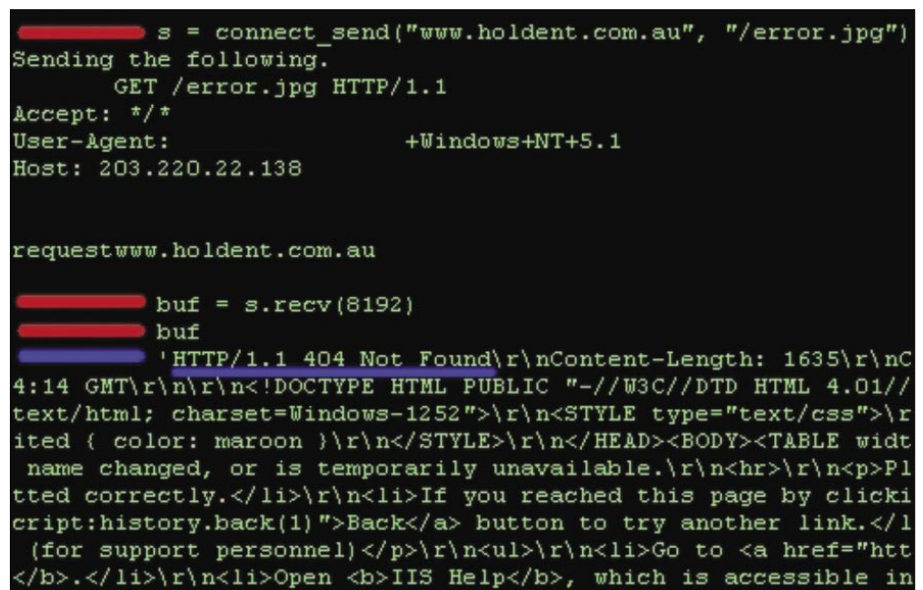 s = connect_send("www.holdent.com.au", "/error.jpg")
Sending the following.
GET /error.jpg HTTP/1.1
Accept: */*
User-Agent: +Windows+NT+5.1
Host: 203.220.22.138
requestwww.holdent.com.au
buf = s.recv(8192)
buf
'HTTP/1.1 404 Not Found\r\nContent-Length: 1635\r\nC
4:14 GMT\r\n\r\n<!DOCTYPE HTML PUBLIC "-//W3C//DTD HTML 4.01//
text/html; charset=Windows-1252">\r\n<STYLE type="text/css">\r
ited { color: maroon }\r\n</STYLE>\r\n</HEAD><BODY><TABLE widt
name changed, or is temporarily unavailable.\r\n<hr>\r\n<p>Pl
tted correctly.</li>\r\n<li>If you reached this page by clicki
cript:history.back(1)">Back</a> button to try another link.</l
(for support personnel)</p>\r\n<ul>\r\n<li>Go to <a href="htt
</b>.</li>\r\n<li>Open <b>IIS Help</b>, which is accessible in